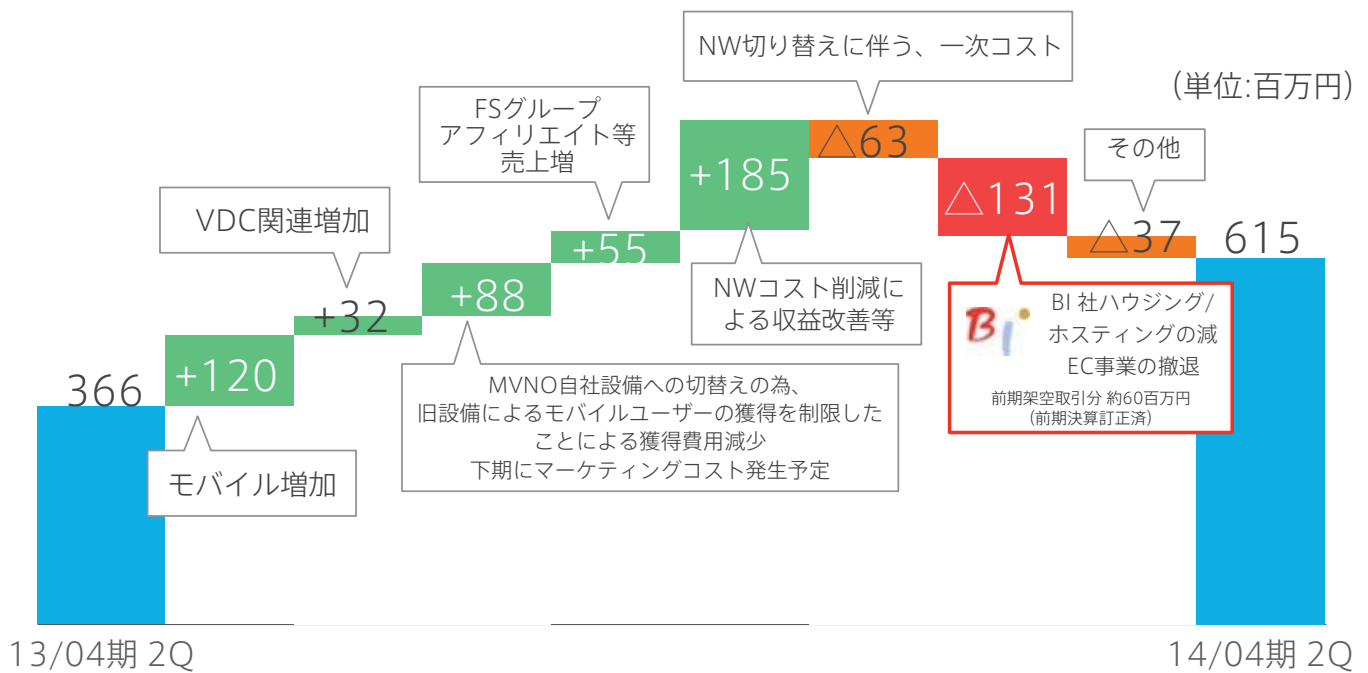 NW切り替えに伴う、一次コスト
(単位:百万円)
FSグループ
アフィリエイト等
売上増
△63
その他
+185
△131
VDC関連増加
△37
615
+55
+88
NWコスト削減に
よる収益改善等
Bi
BI 社ハウジング/
ホスティングの減
EC事業の撤退
前期架空取引分 約60百万円
(前期決算訂正済)
+32
366
+120
MVNO自社設備への切替えの為、
旧設備によるモバイルユーザーの獲得を制限した
ことによる獲得費用減少
下期にマーケティングコスト発生予定
モバイル増加
13/04期 2Q
14/04期 2Q